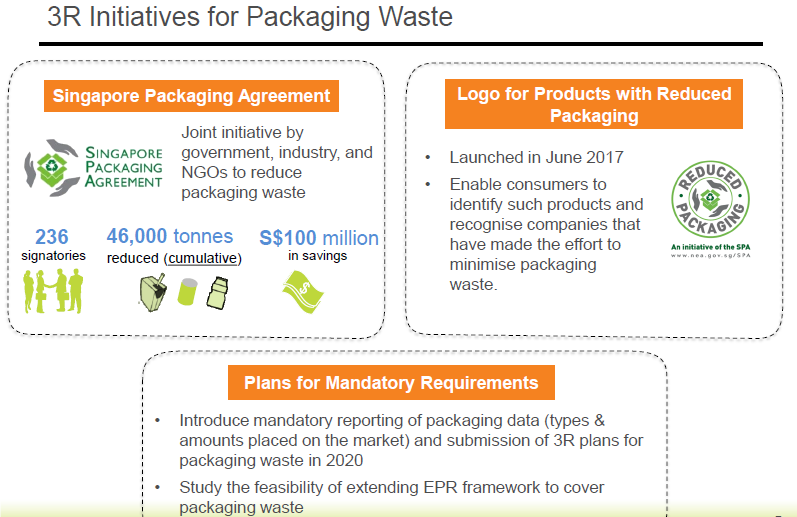 3R Initiatives for Packaging Waste
Singapore Packaging Agreement
SINGAPORE
PACKAGING
AGREEMENT
Joint initiative by
government, industry, and
NGOs to reduce
packaging waste
236
signatories
46,000 tonnes
reduced (cumulative)
S$100 million
in savings
$
Logo for Products with Reduced
Packaging
• Launched in June 2017
• Enable consumers to
identify such products and
recognise companies that
have made the effort to
minimise packaging
waste.
REDUCED
PACKAGING
An initiative of the SPA
www.nea.gov.sg/SPA
Plans for Mandatory Requirements
• Introduce mandatory reporting of packaging data (types &
amounts placed on the market) and submission of 3R plans for
packaging waste in 2020
• Study the feasibility of extending EPR framework to cover
packaging waste